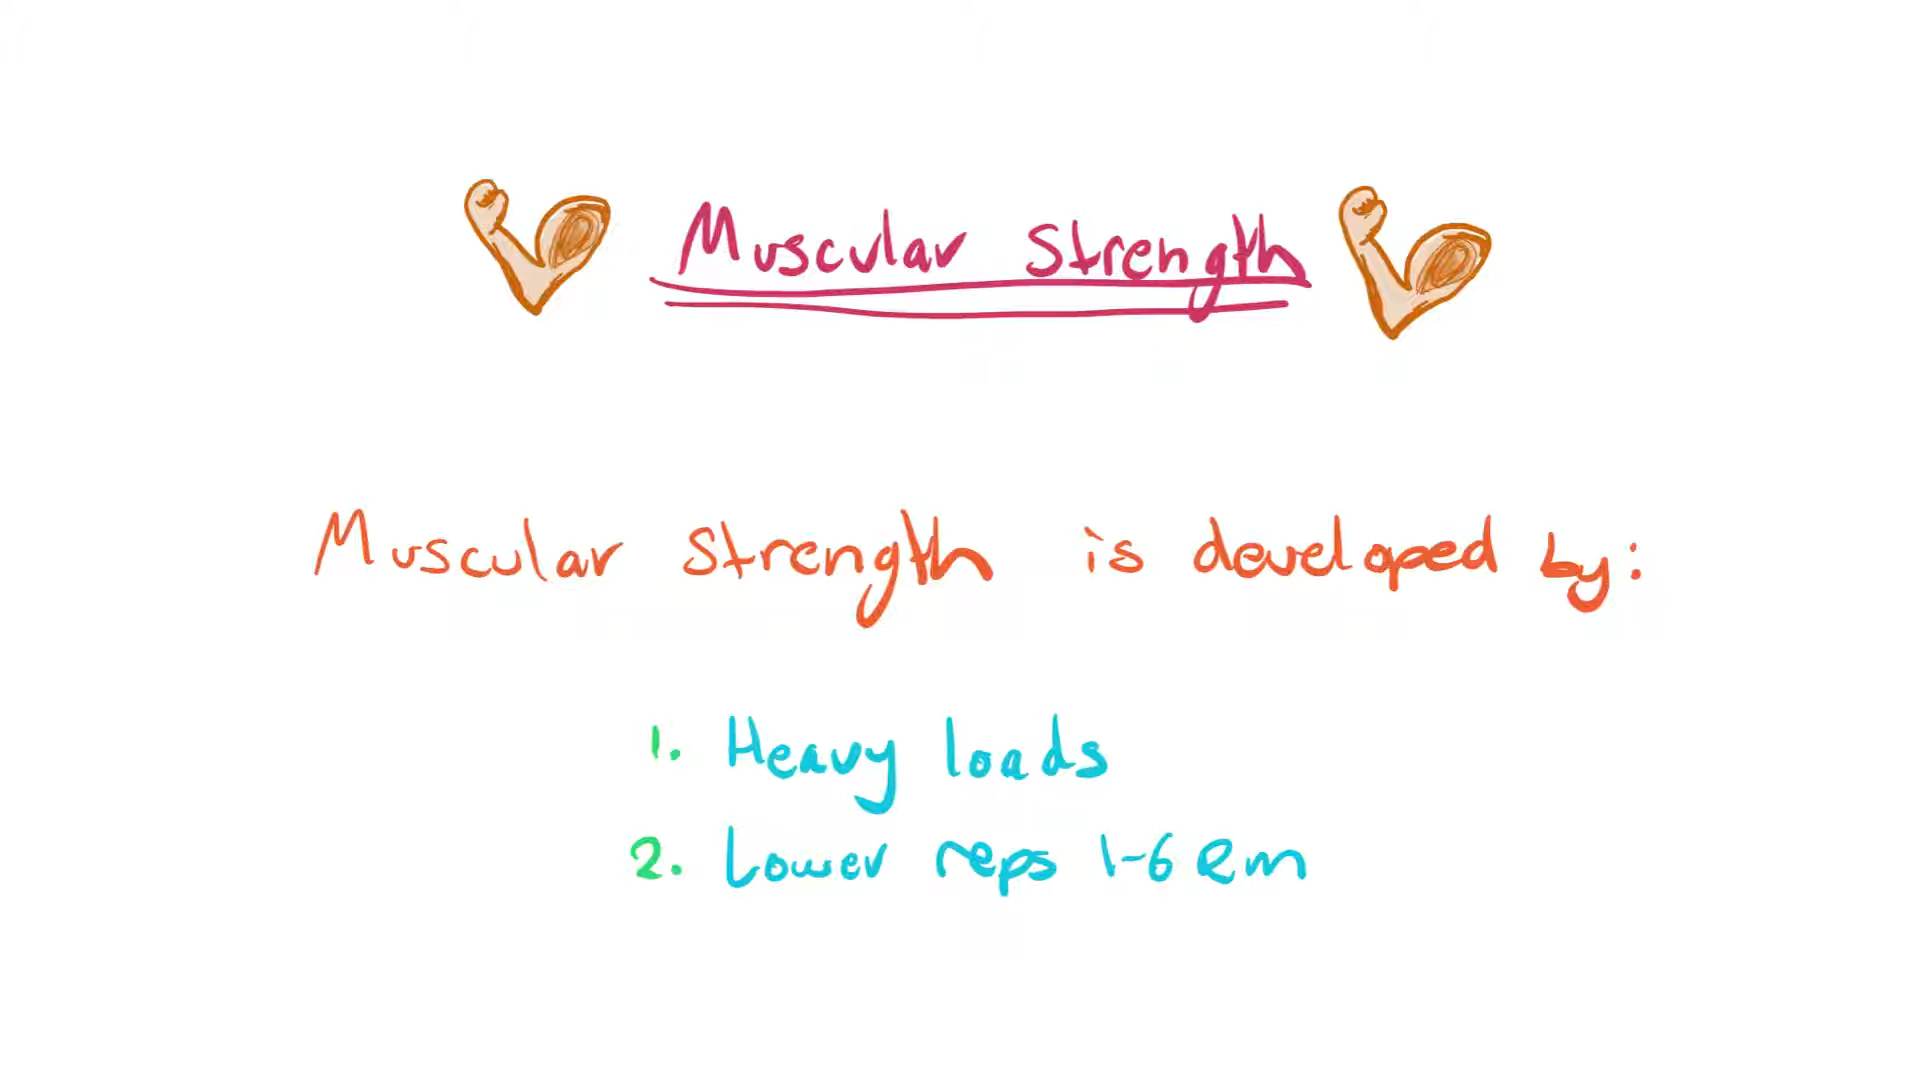 Muscular Strength
Muscular strength is developed by:
1. Heavy loads
2. Lower reps 1-6 Rm